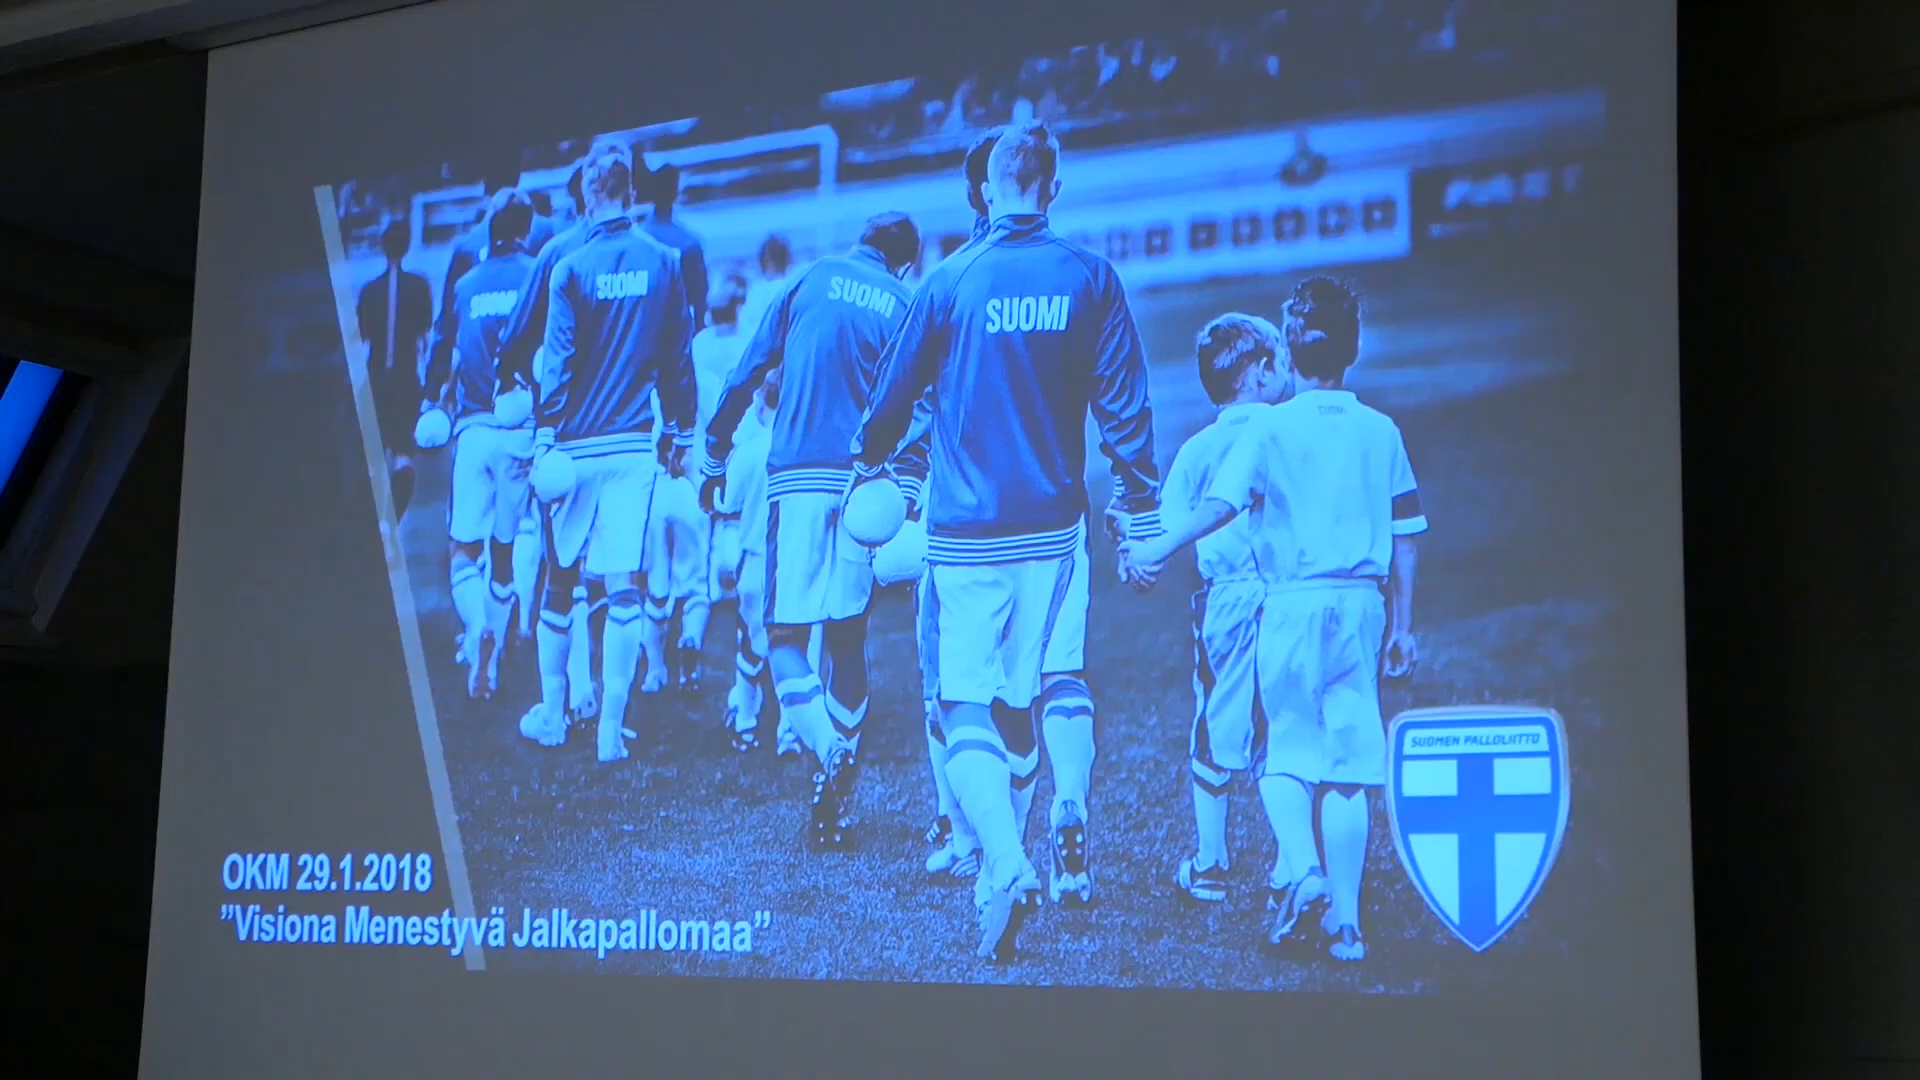 SUOMI
SUOMI
SUOMI
SUOMI
SUOMI
SUOMEN PALLOLIITTO
OKM 29.1.2018
”Visiona Menestyvä Jalkapallomaa”